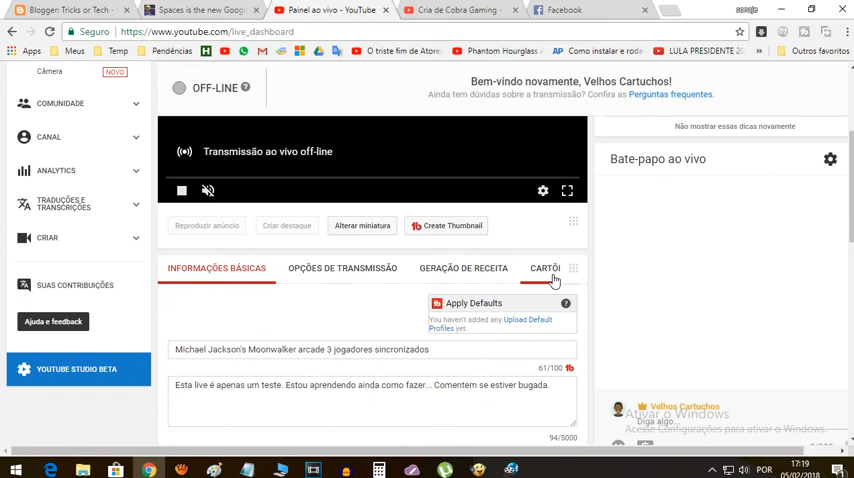 Blogger: Tricks or Tech -
Spaces is the new Google
Painel ao vivo - YouTube
Cria de Cobra Gaming -
Facebook
Seguro
https://www.youtube.com/live_dashboard
Apps
Meus
Tfw
Pendências
O triste fim de Atores
Phantom Hourglass A
Como instalar e roda
LULA PRESIDENTE 20
Outros favoritos
Câmera
NOVO
COMUNIDADE
CANAL
ANALYTICS
TRADUÇÕES E
TRANSCRIÇÕES
CRIAR
SUAS CONTRIBUIÇÕES
Ajuda e feedback
YOUTUBE STUDIO BETA
OFF-LINE
Bem-vindo novamente, Velhos Cartuchos!
Ainda tem dúvidas sobre a transmissão? Confira as Perguntas frequentes.
Transmissão ao vivo off-line
Não mostrar essas dicas novamente
Bate-papo ao vivo
Reproduzir anúncio
Criar destaque
Alterar miniatura
Create Thumbnail
INFORMAÇÕES BÁSICAS
OPÇÕES DE TRANSMISSÃO
GERAÇÃO DE RECEITA
CARTÕI
Apply Defaults
You haven't added any Upload Default
Profiles yet.
Michael Jackson's Moonwalker arcade 3 jogadores sincronizados
61/100
Esta live é apenas um teste. Estou aprendendo ainda como fazer... Comentem se estiver bugada.
94/5000
Velhos Cartuchos
Diga algo...
Ativar o Windows
Acesse Configurações para ativar o Windows.
POR
17:19
05/02/2018